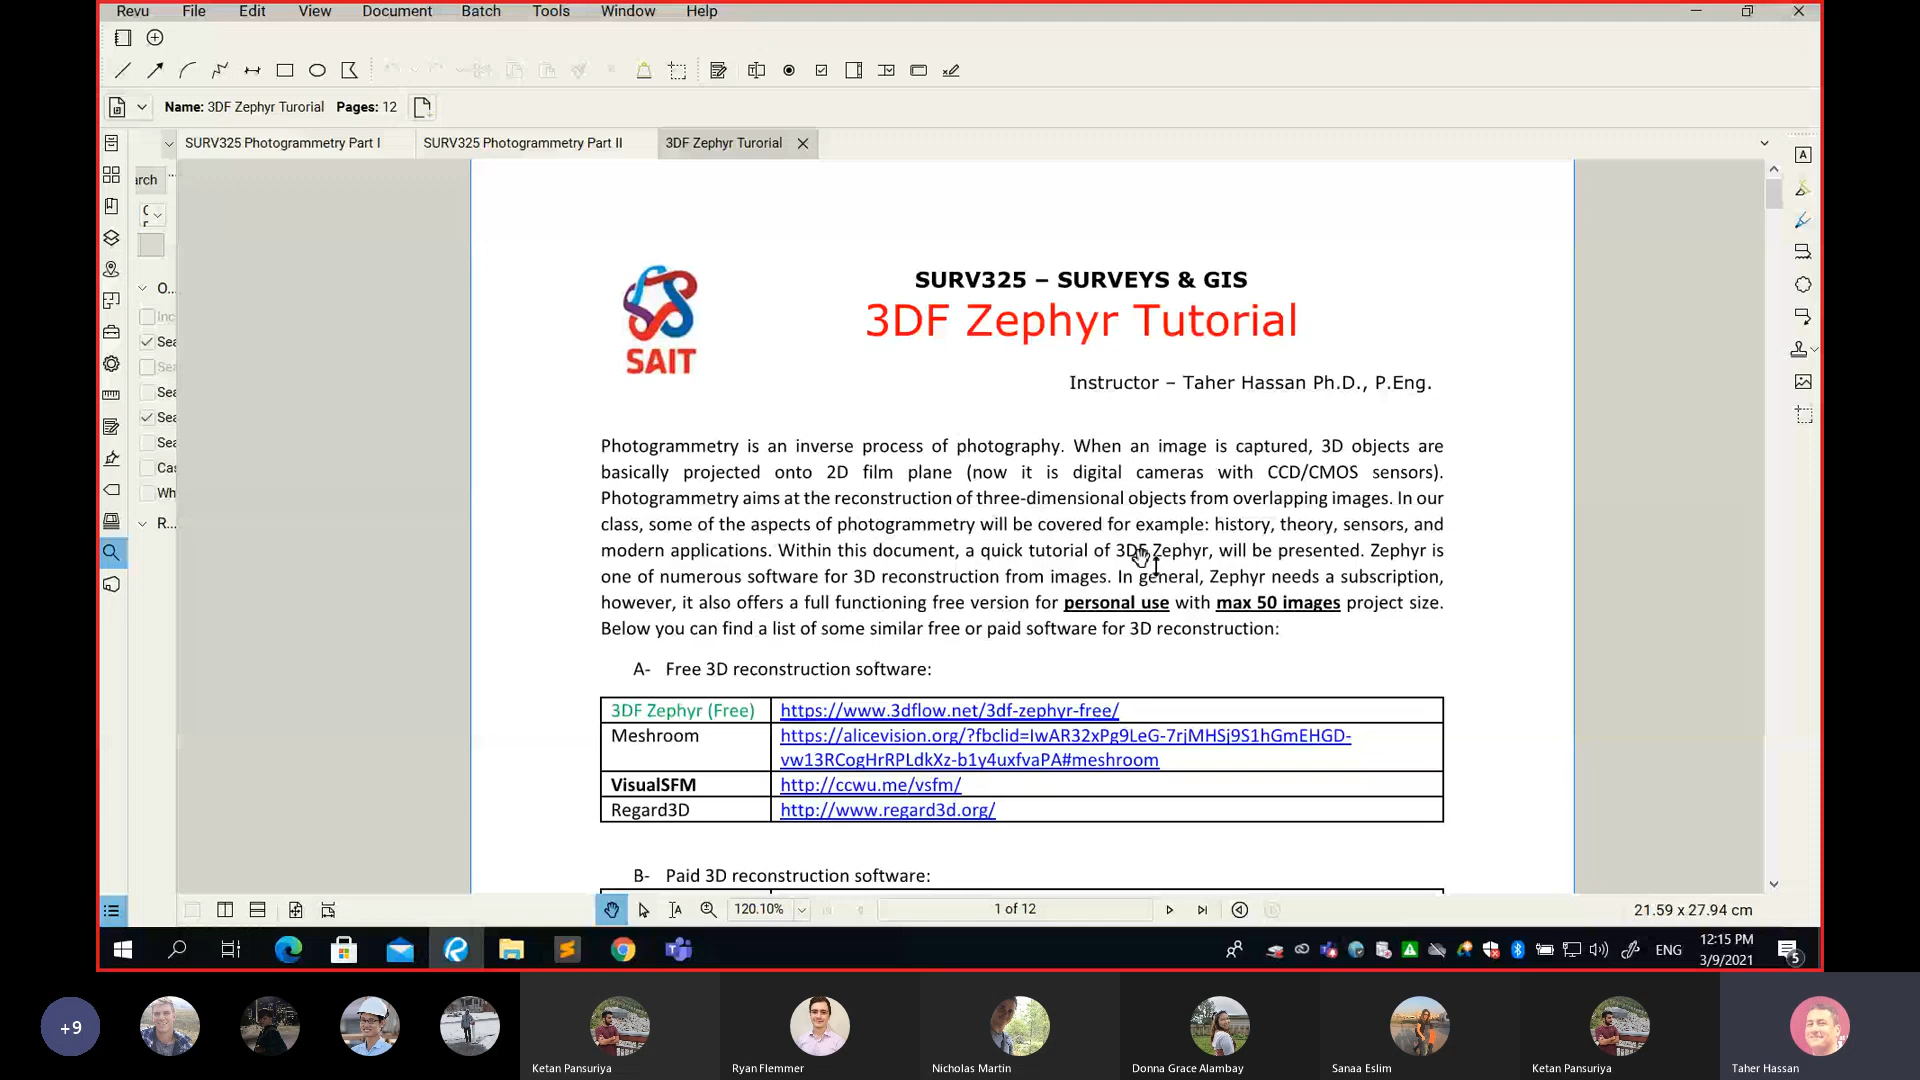 Revu File Edit View Document Batch Tools Window Help
Name: 3DF Zephyr Turorial Pages: 12
SURV325 Photogrammetry Part I SURV325 Photogrammetry Part II 3DF Zephyr Turorial
arch
O...
Inc
Sea
Sea
Sea
Sea
Sea
Cas
Wh
R...
SAIT
SURV325 – SURVEYS & GIS
3DF Zephyr Tutorial
Instructor – Taher Hassan Ph.D., P.Eng.
Photogrammetry is an inverse process of photography. When an image is captured, 3D objects are
basically projected onto 2D film plane (now it is digital cameras with CCD/CMOS sensors).
Photogrammetry aims at the reconstruction of three-dimensional objects from overlapping images. In our
class, some of the aspects of photogrammetry will be covered for example: history, theory, sensors, and
modern applications. Within this document, a quick tutorial of 3DF Zephyr, will be presented. Zephyr is
one of numerous software for 3D reconstruction from images. In general, Zephyr needs a subscription,
however, it also offers a full functioning free version for personal use with max 50 images project size.
Below you can find a list of some similar free or paid software for 3D reconstruction:
A- Free 3D reconstruction software:
3DF Zephyr (Free) https://www.3dflow.net/3df-zephyr-free/
Meshroom https://alicevision.org/?fbclid=IwAR32xPg9LeG-7rjMHSj9S1hGmEHGD-
vw13RCogHrRPLdkXz-b1y4uxfvaPA#meshroom
VisualSFM http://ccwu.me/vsfm/
Regard3D http://www.regard3d.org/
B- Paid 3D reconstruction software:
120.10% 1 of 12 21.59 x 27.94 cm
ENG 12:15 PM
3/9/2021
5
+9
Ketan Pansuriya Ryan Flemmer Nicholas Martin Donna Grace Alambay Sanaa Eslim Ketan Pansuriya Taher Hassan